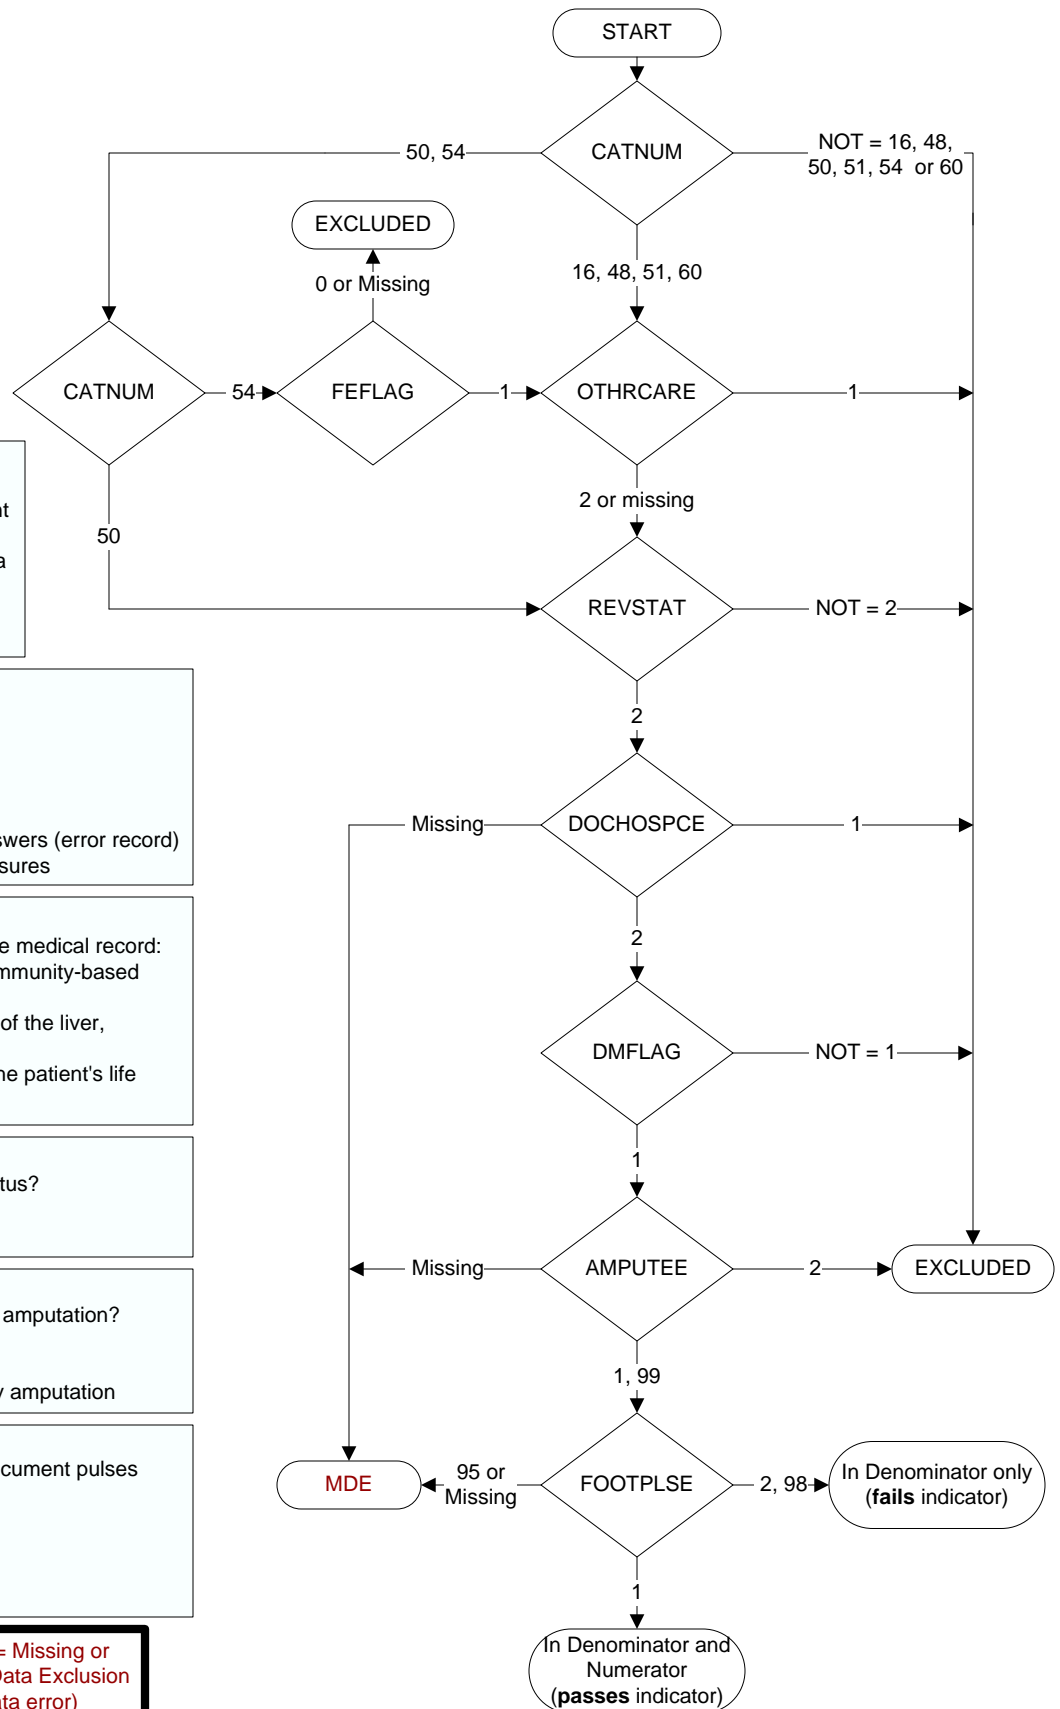 START
CATNUM
50, 54
NOT = 16, 48,
50, 51, 54 or 60
EXCLUDED
0 or Missing
16, 48, 51, 60
CATNUM
54
FEFLAG
1
OTHRCARE
1
2 or missing
50
REVSTAT
NOT = 2
2
Missing
DOCHOSPCE
1
swers (error record)
sures
2
e medical record:
mmunity-based
of the liver,
he patient's life
DMFLAG
NOT = 1
1
tus?
Missing
AMPUTEE
2
EXCLUDED
amputation?
y amputation
1, 99
cument pulses
MDE
95 or
Missing
FOOTPLSE
2, 98
In Denominator only
(fails indicator)
1
= Missing or
Data Exclusion
ata error)
In Denominator and
Numerator
(passes indicator)